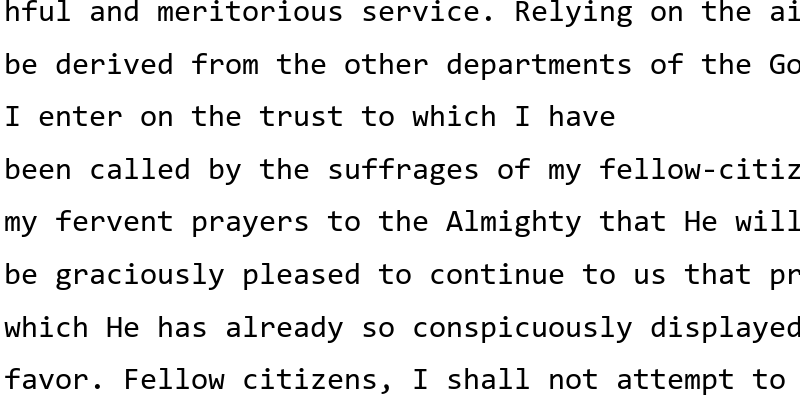 hful and meritorious service. Relying on the ai
be derived from the other departments of the Go
I enter on the trust to which I have
been called by the suffrages of my fellow-citiz
my fervent prayers to the Almighty that He will
be graciously pleased to continue to us that pr
which He has already so conspicuously displayed
favor. Fellow citizens, I shall not attempt to